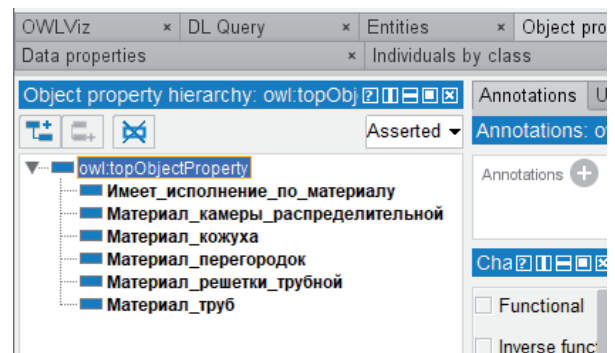 OWLViz × DL Query × Entities × Object pro
Data properties × Individuals by class
Object property hierarchy: owl:topObj
Annotations U
Asserted
Annotations: o
owl:topObjectProperty
Annotations
Имеет_исполнение_по_материалу
Материал_камеры_распределительной
Материал_кожуха
Материал_перегородок
Cha
Материал_решетки_трубной
Материал_труб
Functional
Inverse funct